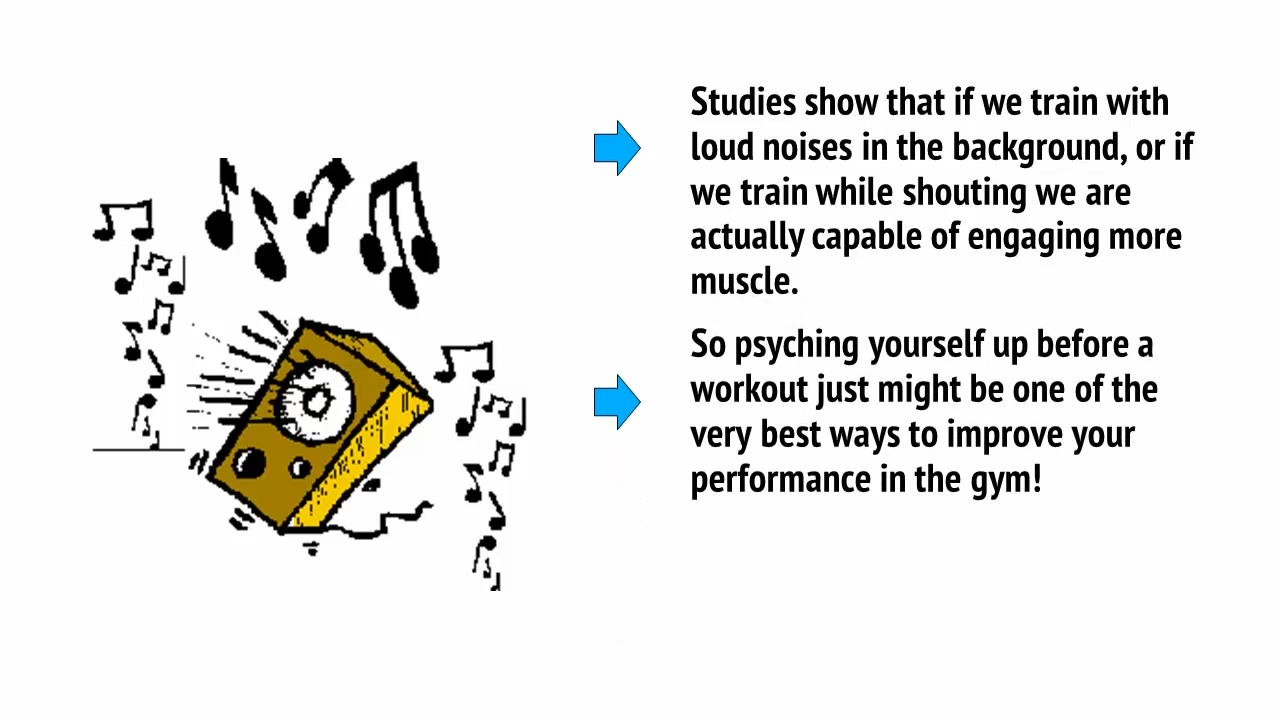 Studies show that if we train with
loud noises in the background, or if
we train while shouting we are
actually capable of engaging more
muscle.
So psyching yourself up before a
workout just might be one of the
very best ways to improve your
performance in the gym!